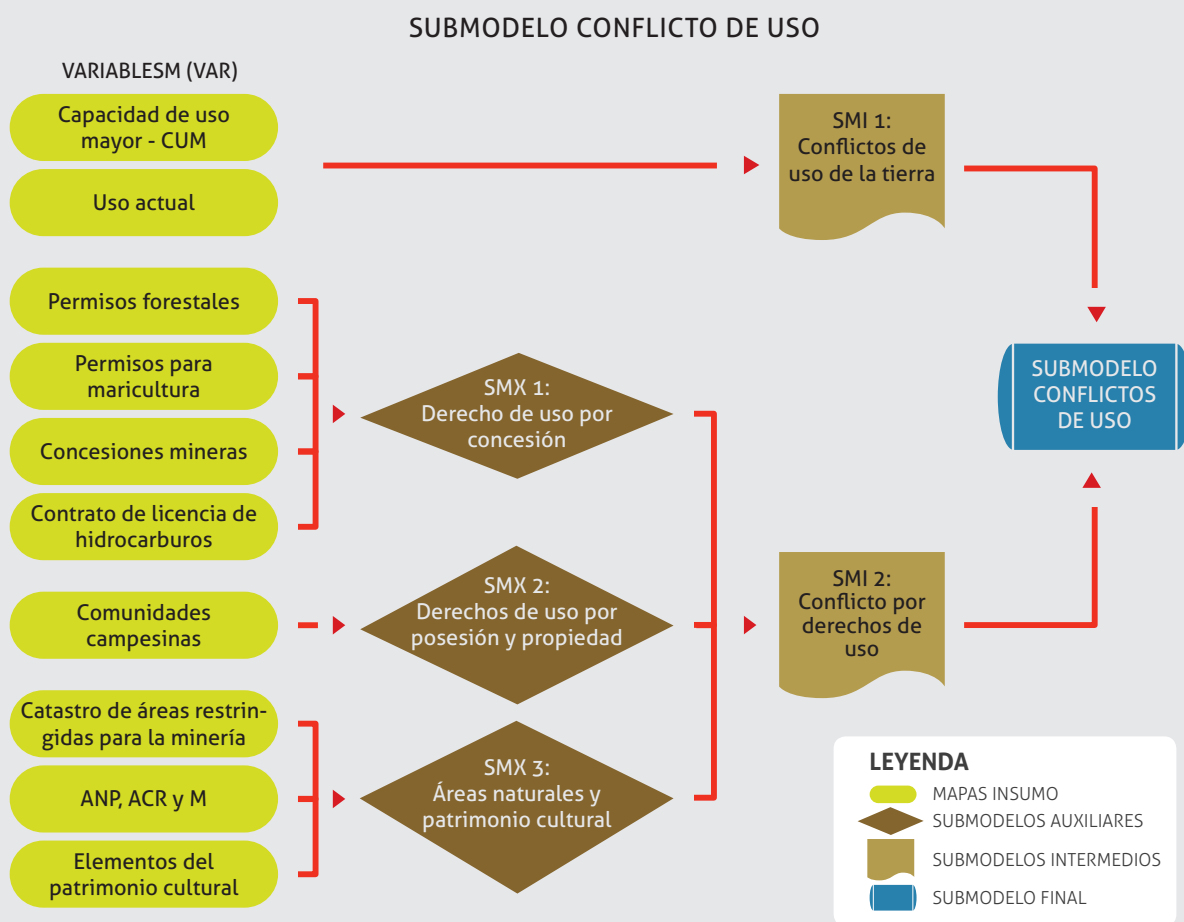 SUBMODELO CONFLICTO DE USO
VARIABLESM (VAR)
Capacidad de uso
mayor - CUM
Uso actual
Permisos forestales
Permisos para
maricultura
Concesiones mineras
Contrato de licencia de
hidrocarburos
Comunidades
campesinas
Catastro de áreas restrin-
gidas para la minería
ANP, ACR y M
Elementos del
patrimonio cultural
SMX 1:
Derecho de uso por
concesión
SMX 2:
Derechos de uso por
posesión y propiedad
SMX 3:
Áreas naturales y
patrimonio cultural
SMI 1:
Conflictos de
uso de la tierra
SMI 2:
Conflicto por
derechos de
uso
SUBMODELO
CONFLICTOS
DE USO
LEYENDA
MAPAS INSUMO
SUBMODELOS AUXILIARES
SUBMODELOS INTERMEDIOS
SUBMODELO FINAL